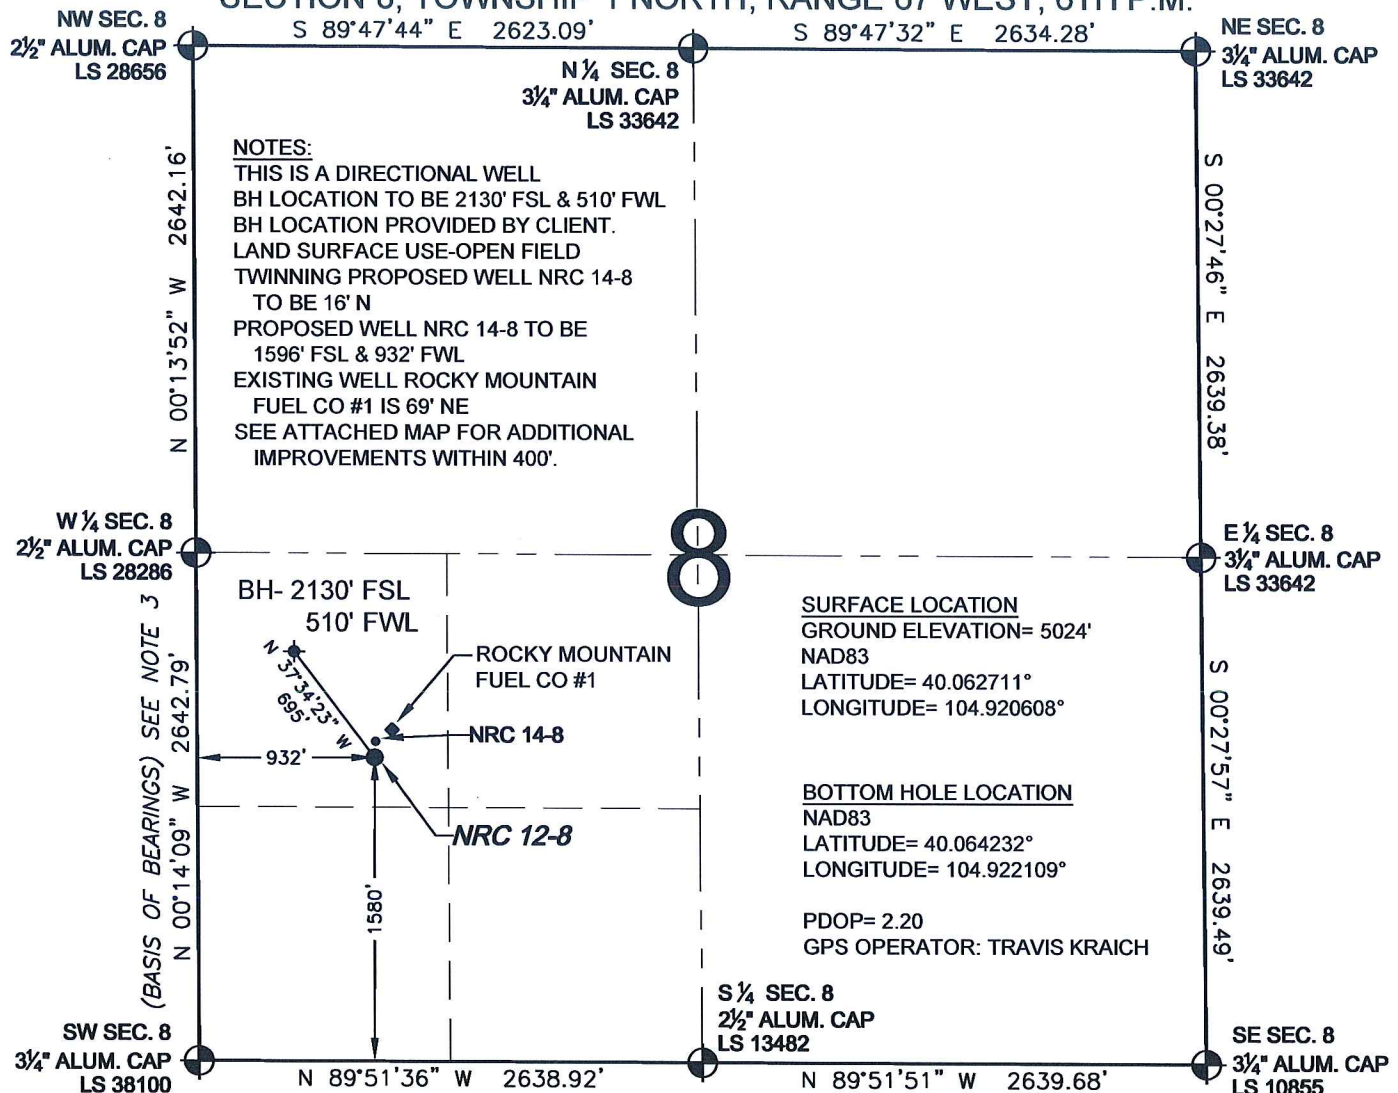 SECTION 8, TOWNSHIP 1 NORTH, RANGE 67 WEST, 6TH P.M.
NW SEC. 8
2½" ALUM. CAP
LS 28656
S 89°47'44" E 2623.09'
N ¼ SEC. 8
3¼" ALUM. CAP
LS 33642
S 89°47'32" E 2634.28'
NE SEC. 8
3¼" ALUM. CAP
LS 33642
N 00°13'52" W 2642.16'
NOTES:
THIS IS A DIRECTIONAL WELL
BH LOCATION TO BE 2130' FSL & 510' FWL
BH LOCATION PROVIDED BY CLIENT.
LAND SURFACE USE-OPEN FIELD
TWINNING PROPOSED WELL NRC 14-8
TO BE 16' N
PROPOSED WELL NRC 14-8 TO BE
1596' FSL & 932' FWL
EXISTING WELL ROCKY MOUNTAIN
FUEL CO #1 IS 69' NE
SEE ATTACHED MAP FOR ADDITIONAL
IMPROVEMENTS WITHIN 400'.
S 00°27'46" E 2639.38'
W ¼ SEC. 8
2½" ALUM. CAP
LS 28286
8
E ¼ SEC. 8
3¼" ALUM. CAP
LS 33642
(BASIS OF BEARINGS) SEE NOTE 3
N 00°14'09" W 2642.79'
BH- 2130' FSL
510' FWL
N 37°34'23" W
695'
ROCKY MOUNTAIN
FUEL CO #1
NRC 14-8
932'
NRC 12-8
1580'
SURFACE LOCATION
GROUND ELEVATION= 5024'
NAD83
LATITUDE= 40.062711°
LONGITUDE= 104.920608°
BOTTOM HOLE LOCATION
NAD83
LATITUDE= 40.064232°
LONGITUDE= 104.922109°
PDOP= 2.20
GPS OPERATOR: TRAVIS KRAICH
S 00°27'57" E 2639.49'
SW SEC. 8
3¼" ALUM. CAP
LS 38100
N 89°51'36" W 2638.92'
S ¼ SEC. 8
2½" ALUM. CAP
LS 13482
N 89°51'51" W 2639.68'
SE SEC. 8
3¼" ALUM. CAP
LS 10855